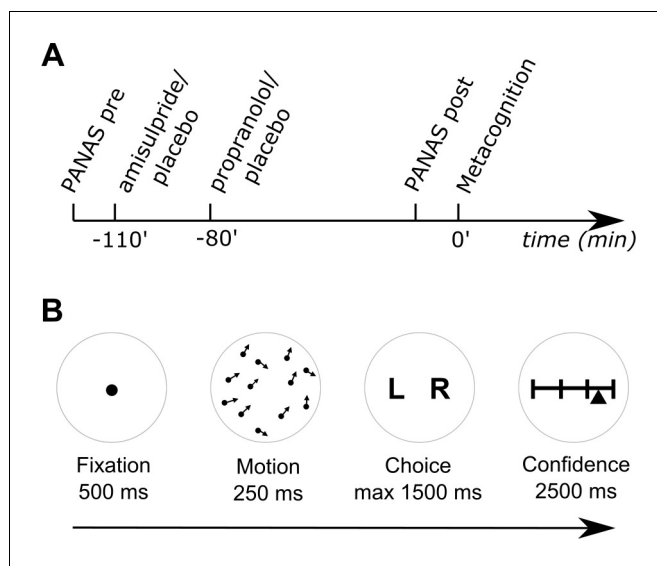 A
PANAS pre
amisulpride/
placebo
propranolol/
placebo
PANAS post
Metacognition
-110'
-80'
0'
time (min)
B
L R
Fixation
500 ms
Motion
250 ms
Choice
max 1500 ms
Confidence
2500 ms